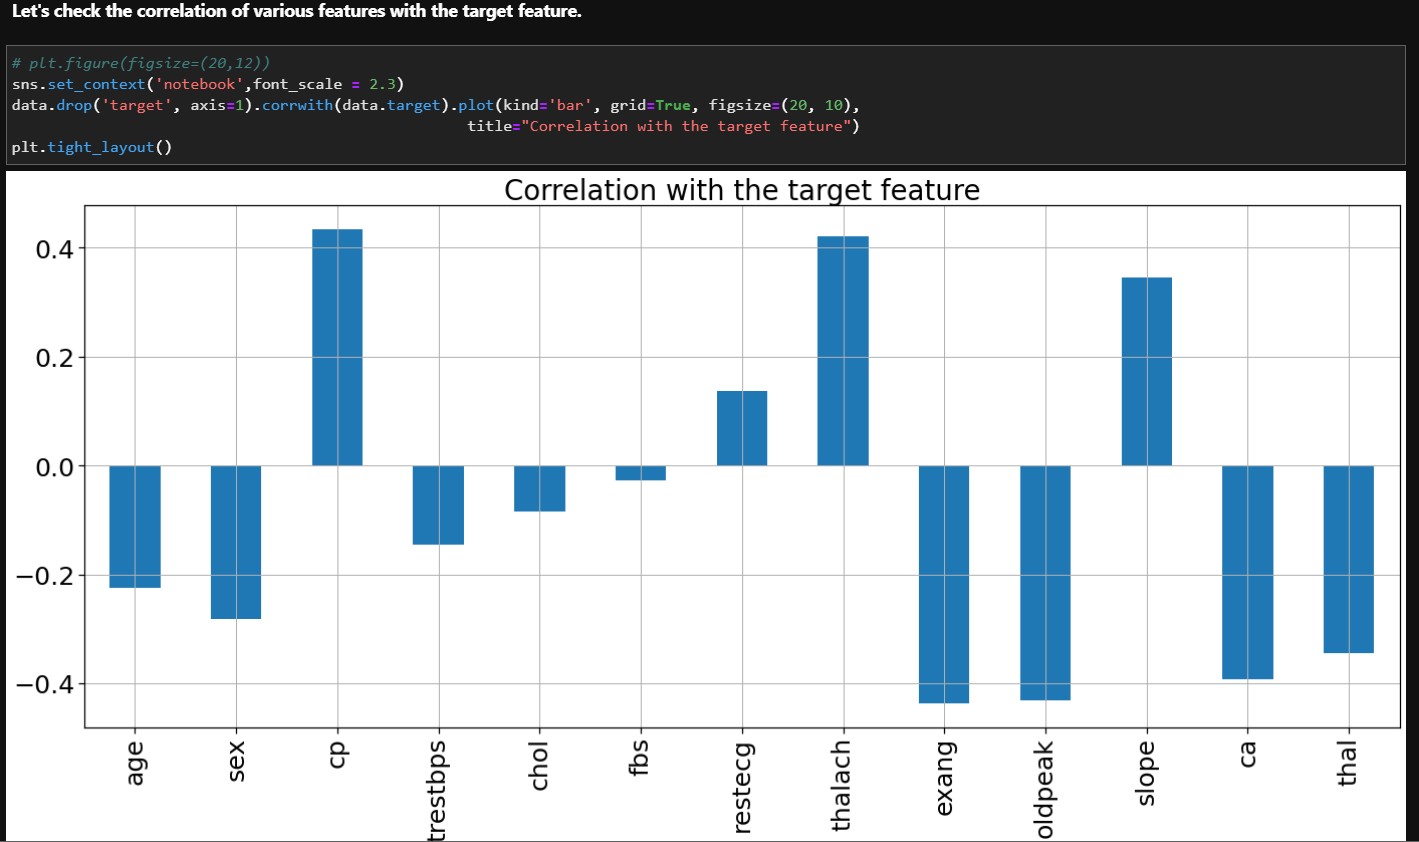 Let's check the correlation of various features with the target feature.
# plt.figure(figsize=(20,12))
sns.set_context('notebook',font_scale = 2.3)
data.drop('target', axis=1).corrwith(data.target).plot(kind='bar', grid=True, figsize=(20, 10),
title="Correlation with the target feature")
plt.tight_layout()
Correlation with the target feature
0.4
0.2
0.0
−0.2
−0.4
age
sex
cp
trestbps
chol
fbs
restecg
thalach
exang
oldpeak
slope
ca
thal